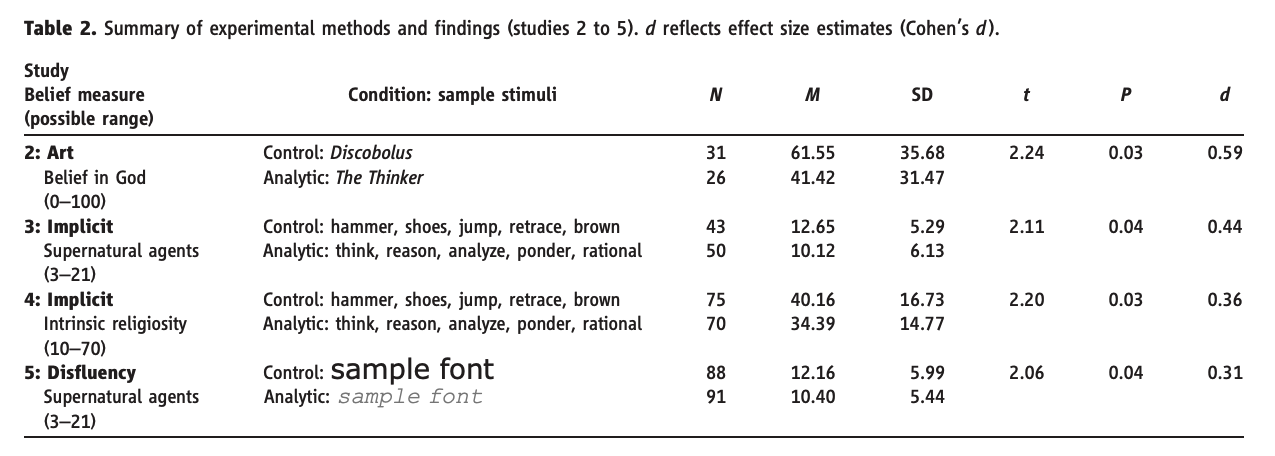 Table 2. Summary of experimental methods and findings (studies 2 to 5). d reflects effect size estimates (Cohen's d).
Study
Belief measure Condition: sample stimuli N M SD t P d
(possible range)
2: Art Control: Discobolus 31 61.55 35.68 2.24 0.03 0.59
Belief in God Analytic: The Thinker 26 41.42 31.47
(0–100)
3: Implicit Control: hammer, shoes, jump, retrace, brown 43 12.65 5.29 2.11 0.04 0.44
Supernatural agents Analytic: think, reason, analyze, ponder, rational 50 10.12 6.13
(3–21)
4: Implicit Control: hammer, shoes, jump, retrace, brown 75 40.16 16.73 2.20 0.03 0.36
Intrinsic religiosity Analytic: think, reason, analyze, ponder, rational 70 34.39 14.77
(10–70)
5: Disfluency Control: sample font 88 12.16 5.99 2.06 0.04 0.31
Supernatural agents Analytic: sample font 91 10.40 5.44
(3–21)